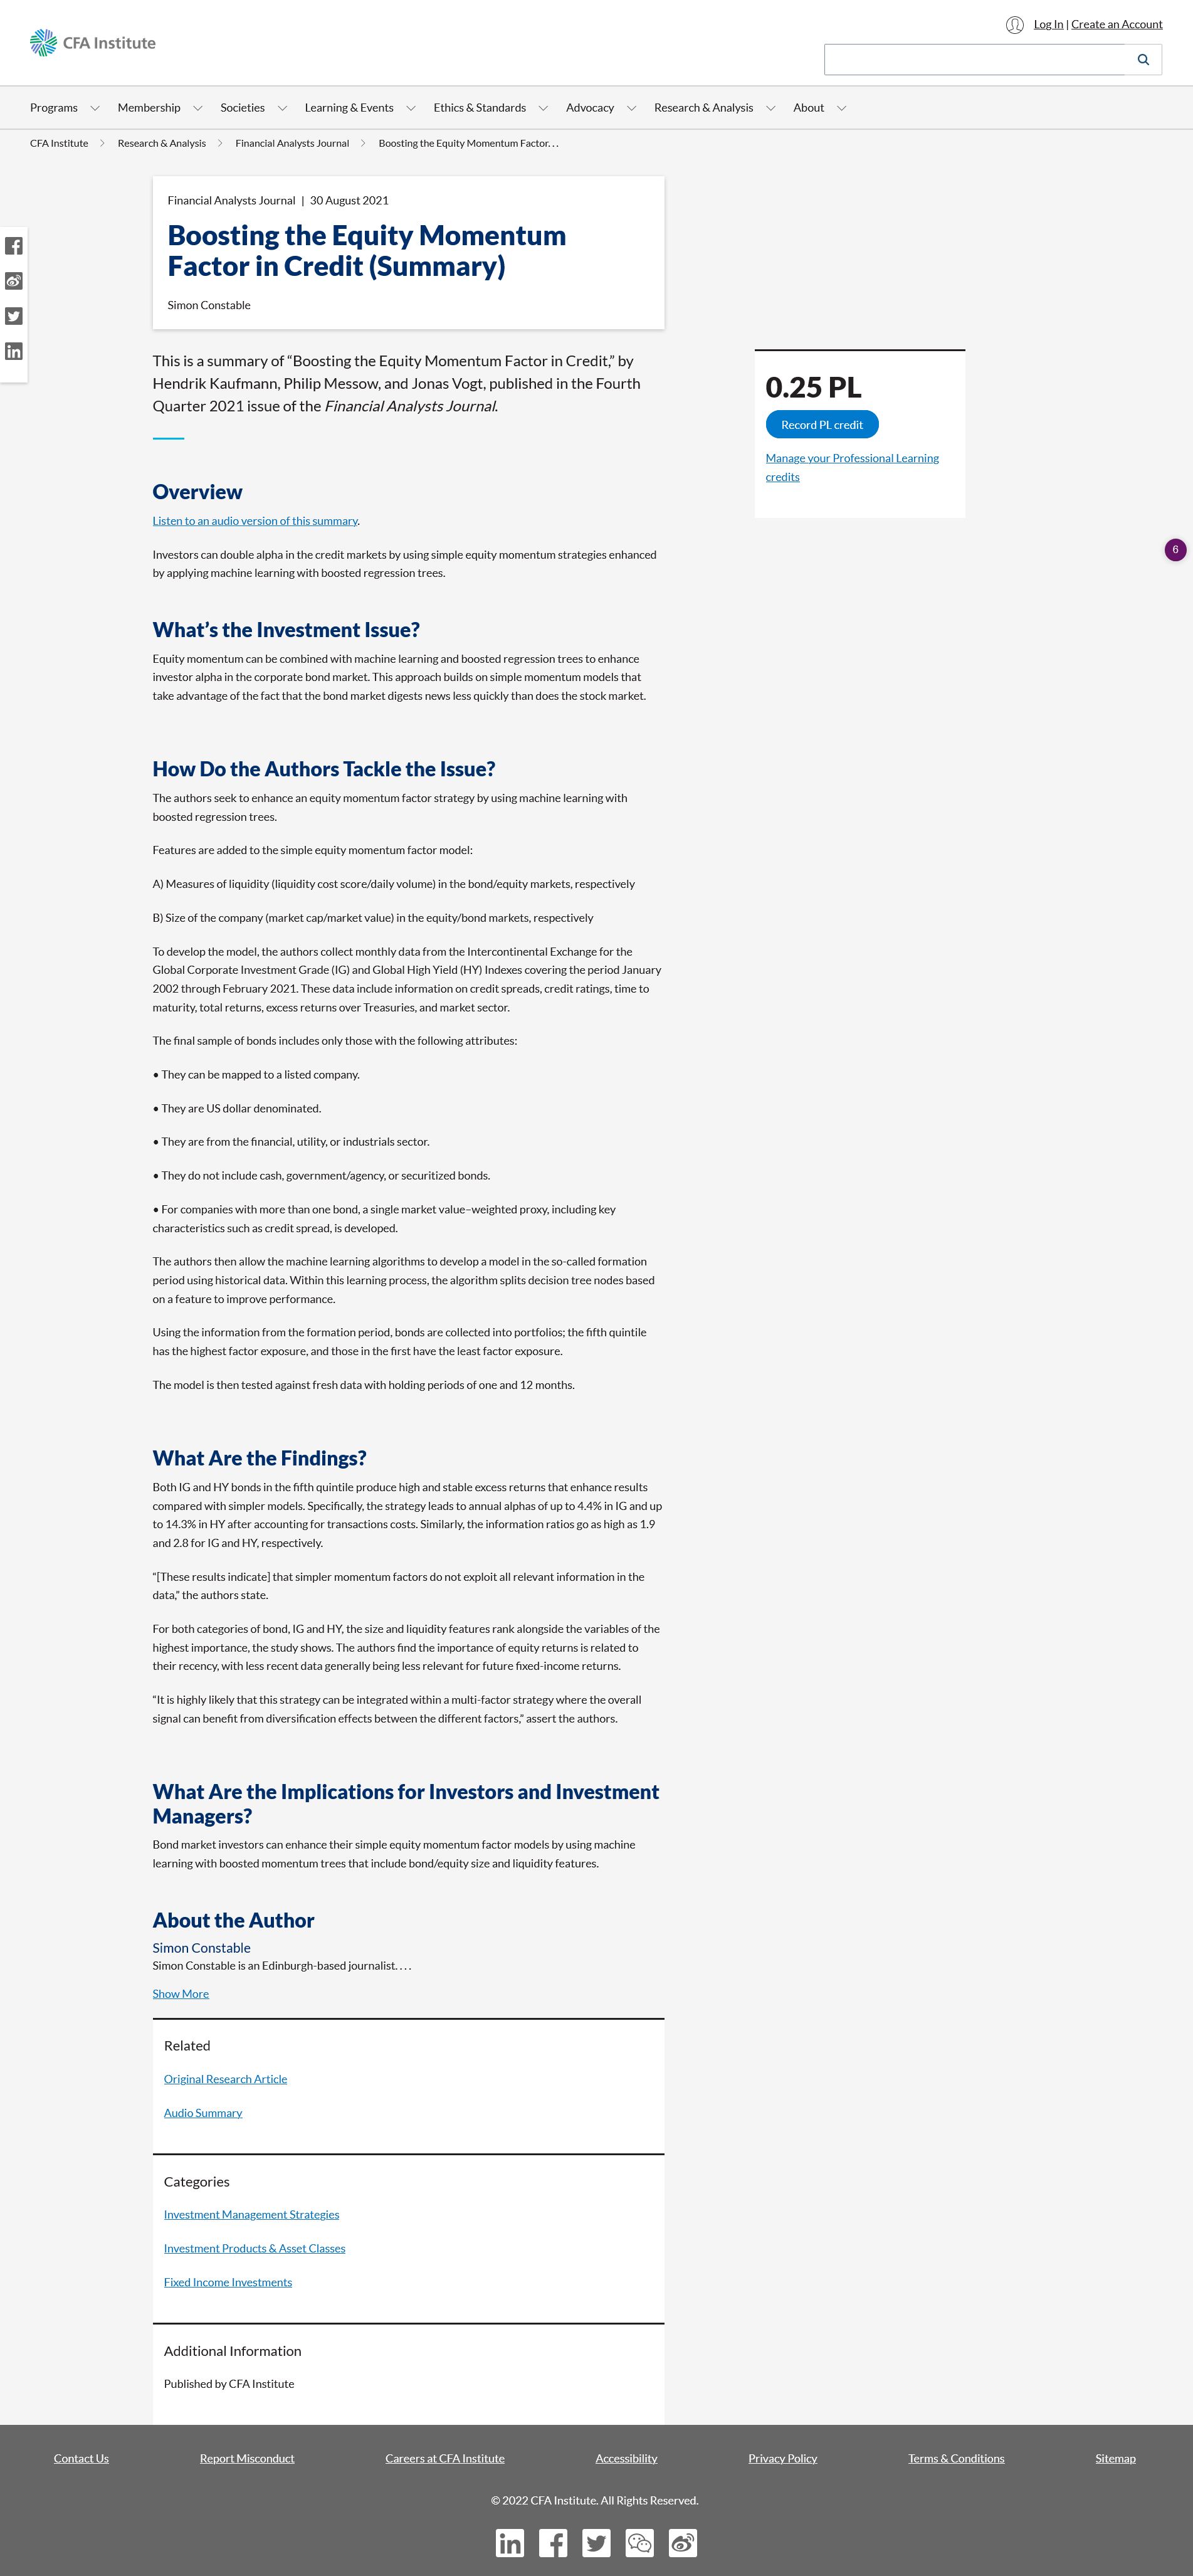 CFA Institute
Log In | Create an Account
Programs Membership Societies Learning & Events Ethics & Standards Advocacy Research & Analysis About
CFA Institute Research & Analysis Financial Analysts Journal Boosting the Equity Momentum Factor. . .
Financial Analysts Journal | 30 August 2021
Boosting the Equity Momentum
Factor in Credit (Summary)
Simon Constable
This is a summary of “Boosting the Equity Momentum Factor in Credit,” by
Hendrik Kaufmann, Philip Messow, and Jonas Vogt, published in the Fourth
Quarter 2021 issue of the Financial Analysts Journal.
0.25 PL
Record PL credit
Manage your Professional Learning
credits
6
Overview
Listen to an audio version of this summary.
Investors can double alpha in the credit markets by using simple equity momentum strategies enhanced
by applying machine learning with boosted regression trees.
What’s the Investment Issue?
Equity momentum can be combined with machine learning and boosted regression trees to enhance
investor alpha in the corporate bond market. This approach builds on simple momentum models that
take advantage of the fact that the bond market digests news less quickly than does the stock market.
How Do the Authors Tackle the Issue?
The authors seek to enhance an equity momentum factor strategy by using machine learning with
boosted regression trees.
Features are added to the simple equity momentum factor model:
A) Measures of liquidity (liquidity cost score/daily volume) in the bond/equity markets, respectively
B) Size of the company (market cap/market value) in the equity/bond markets, respectively
To develop the model, the authors collect monthly data from the Intercontinental Exchange for the
Global Corporate Investment Grade (IG) and Global High Yield (HY) Indexes covering the period January
2002 through February 2021. These data include information on credit spreads, credit ratings, time to
maturity, total returns, excess returns over Treasuries, and market sector.
The final sample of bonds includes only those with the following attributes:
• They can be mapped to a listed company.
• They are US dollar denominated.
• They are from the financial, utility, or industrials sector.
• They do not include cash, government/agency, or securitized bonds.
• For companies with more than one bond, a single market value–weighted proxy, including key
characteristics such as credit spread, is developed.
The authors then allow the machine learning algorithms to develop a model in the so-called formation
period using historical data. Within this learning process, the algorithm splits decision tree nodes based
on a feature to improve performance.
Using the information from the formation period, bonds are collected into portfolios; the fifth quintile
has the highest factor exposure, and those in the first have the least factor exposure.
The model is then tested against fresh data with holding periods of one and 12 months.
What Are the Findings?
Both IG and HY bonds in the fifth quintile produce high and stable excess returns that enhance results
compared with simpler models. Specifically, the strategy leads to annual alphas of up to 4.4% in IG and up
to 14.3% in HY after accounting for transactions costs. Similarly, the information ratios go as high as 1.9
and 2.8 for IG and HY, respectively.
“[These results indicate] that simpler momentum factors do not exploit all relevant information in the
data,” the authors state.
For both categories of bond, IG and HY, the size and liquidity features rank alongside the variables of the
highest importance, the study shows. The authors find the importance of equity returns is related to
their recency, with less recent data generally being less relevant for future fixed-income returns.
“It is highly likely that this strategy can be integrated within a multi-factor strategy where the overall
signal can benefit from diversification effects between the different factors,” assert the authors.
What Are the Implications for Investors and Investment
Managers?
Bond market investors can enhance their simple equity momentum factor models by using machine
learning with boosted momentum trees that include bond/equity size and liquidity features.
About the Author
Simon Constable
Simon Constable is an Edinburgh-based journalist. . . .
Show More
Related
Original Research Article
Audio Summary
Categories
Investment Management Strategies
Investment Products & Asset Classes
Fixed Income Investments
Additional Information
Published by CFA Institute
Contact Us Report Misconduct Careers at CFA Institute Accessibility Privacy Policy Terms & Conditions Sitemap
© 2022 CFA Institute. All Rights Reserved.